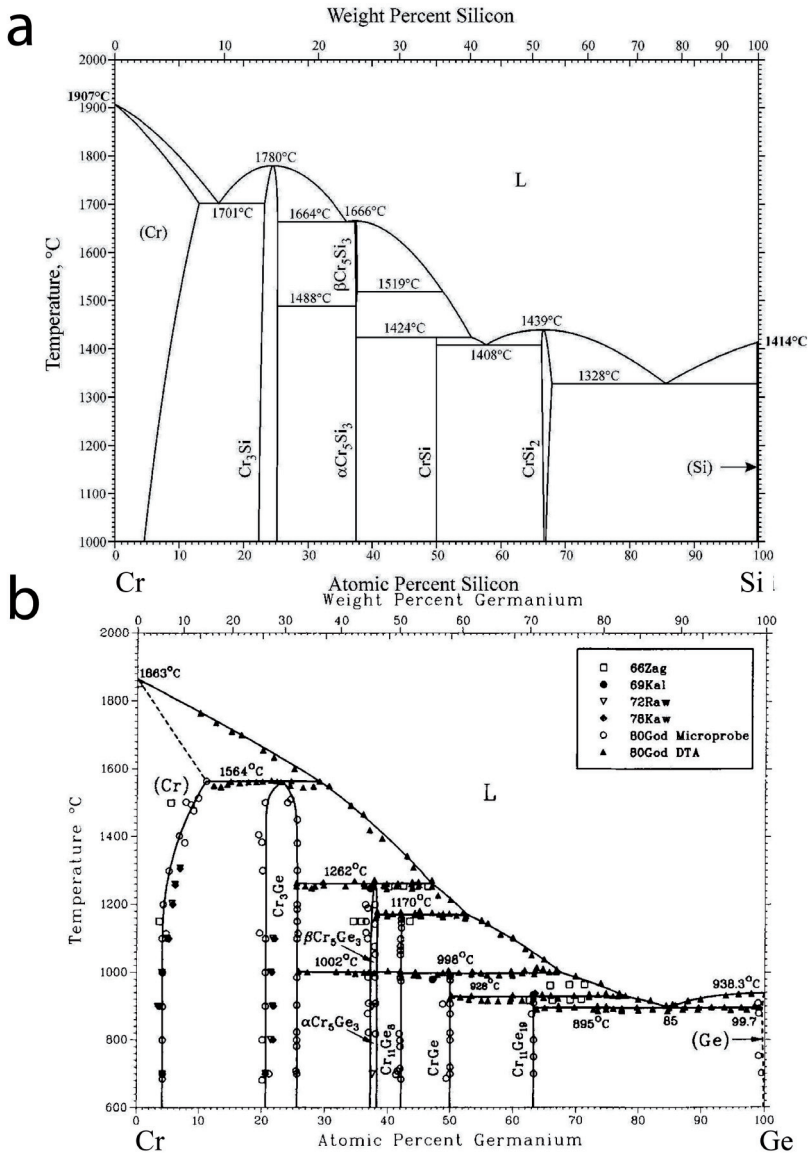 a
Weight Percent Silicon
0 10 20 30 40 50 60 70 80 90 100
2000
1907°C
1900
1780°C
1800
L
1701°C
1700
1664°C 1666°C
(Cr)
βCr5Si3
1600
1519°C
1500
1488°C
1439°C
1424°C
1414°C
1400
1408°C
1328°C
1300
1200
Cr3Si
αCr5Si3
CrSi
CrSi2
(Si)
1100
1000
Temperature, °C
0 10 20 30 40 50 60 70 80 90 100
Cr Atomic Percent Silicon Si
b
Weight Percent Germanium
0 10 20 30 40 50 60 70 80 90 100
2000
1863°C
□ 66Zag
● 69Kal
▽ 72Raw
◆ 78Kaw
○ 80God Microprobe
▲ 80God DTA
1800
1600
1564°C
(Cr)
L
1400
Cr3Ge
1262°C
1200
1170°C
βCr5Ge3
1002°C
998°C
1000
928°C
938.3°C
895°C
85
99.7
αCr5Ge3
Cr11Ge8
CrGe
Cr11Ge19
(Ge)
800
600
Temperature °C
0 10 20 30 40 50 60 70 80 90 100
Cr Atomic Percent Germanium Ge